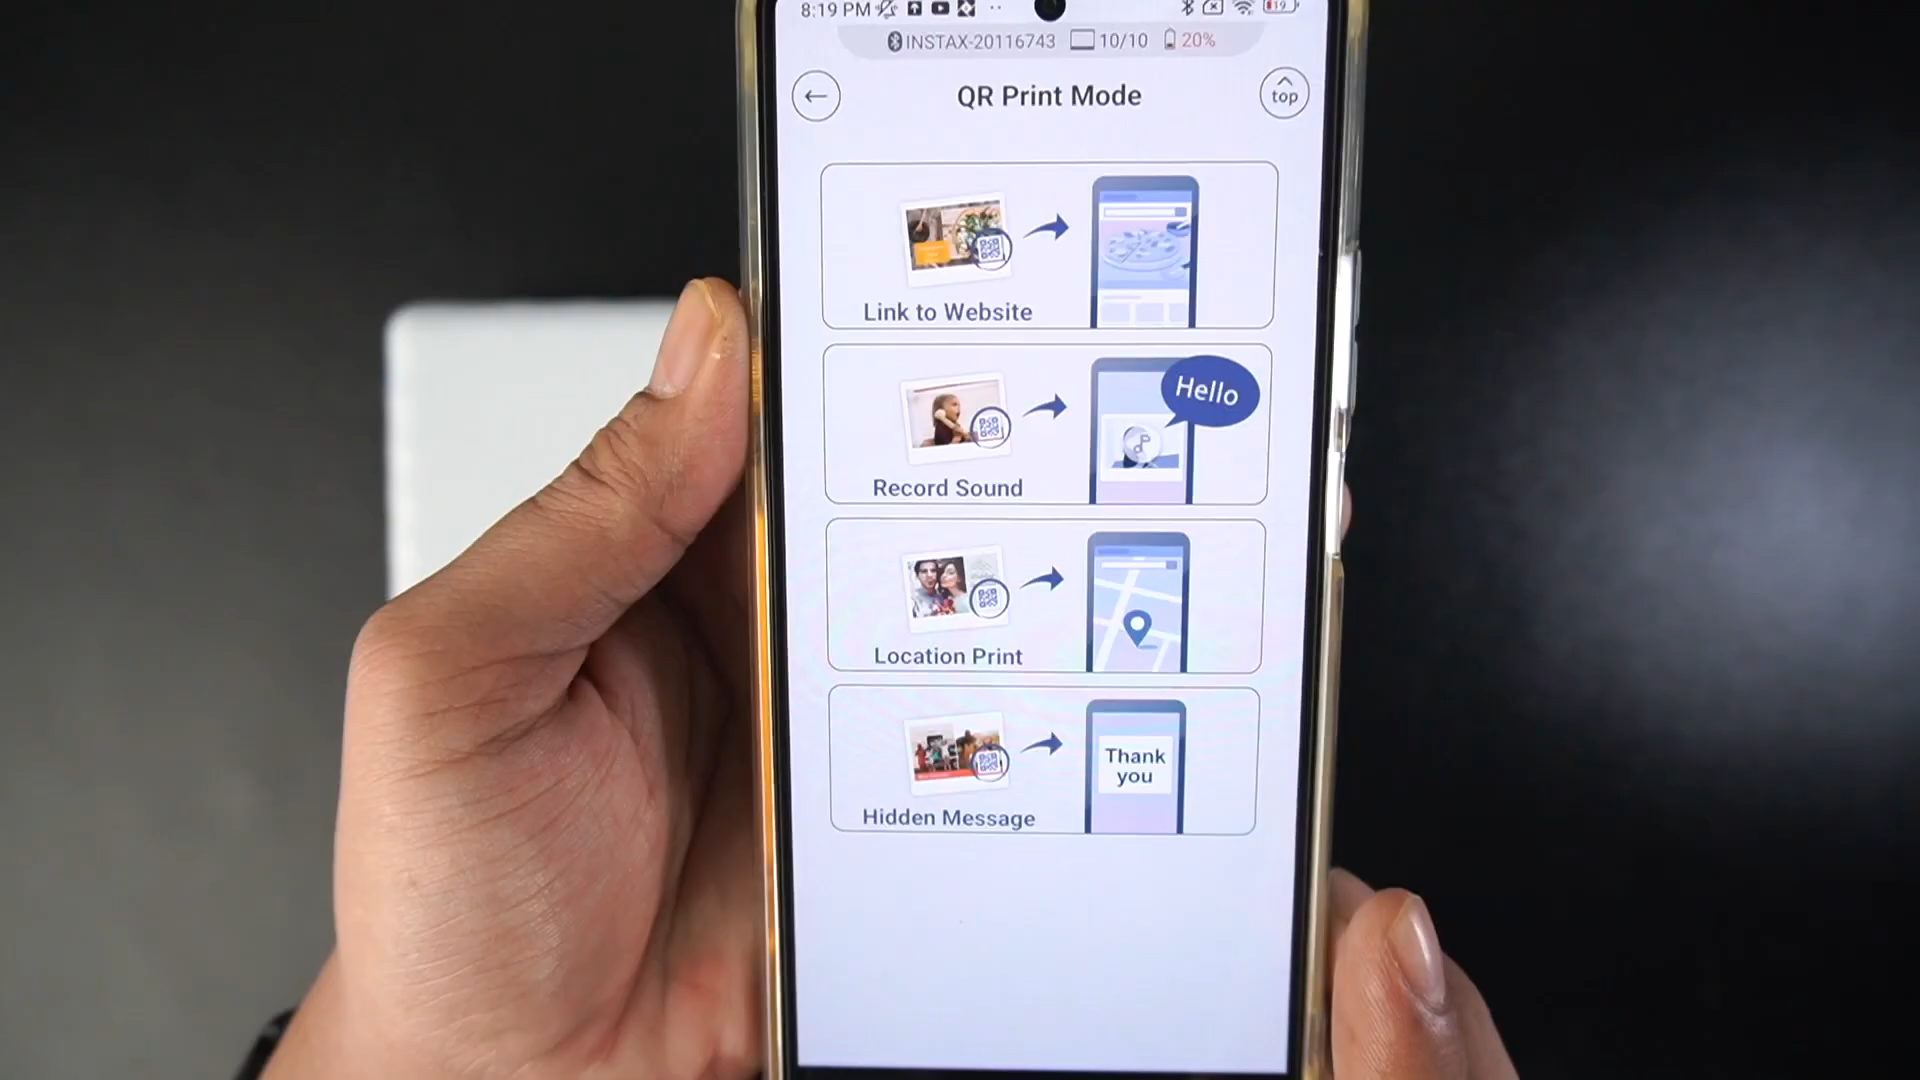 8:19 PM 19
INSTAX-20116743 10/10 20%
QR Print Mode
top
Link to Website
Hello
Record Sound
Location Print
Thank
you
Hidden Message